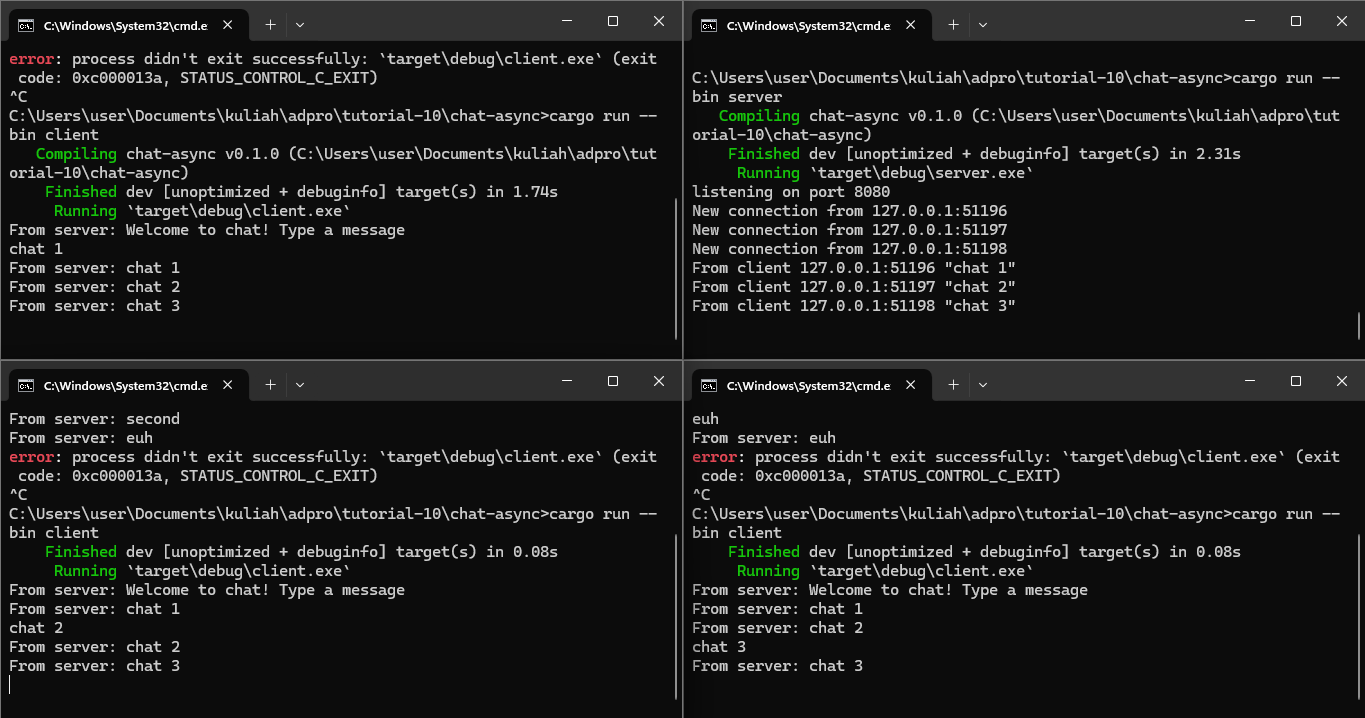 C:\Windows\System32\cmd.e
error: process didn't exit successfully: `target\debug\client.exe` (exit
code: 0xc000013a, STATUS_CONTROL_C_EXIT)
^C
C:\Users\user\Documents\kuliah\adpro\tutorial-10\chat-async>cargo run --
bin client
Compiling chat-async v0.1.0 (C:\Users\user\Documents\kuliah\adpro\tut
orial-10\chat-async)
Finished dev [unoptimized + debuginfo] target(s) in 1.74s
Running `target\debug\client.exe`
From server: Welcome to chat! Type a message
chat 1
From server: chat 1
From server: chat 2
From server: chat 3
C:\Windows\System32\cmd.e
C:\Users\user\Documents\kuliah\adpro\tutorial-10\chat-async>cargo run --
bin server
Compiling chat-async v0.1.0 (C:\Users\user\Documents\kuliah\adpro\tut
orial-10\chat-async)
Finished dev [unoptimized + debuginfo] target(s) in 2.31s
Running `target\debug\server.exe`
listening on port 8080
New connection from 127.0.0.1:51196
New connection from 127.0.0.1:51197
New connection from 127.0.0.1:51198
From client 127.0.0.1:51196 "chat 1"
From client 127.0.0.1:51197 "chat 2"
From client 127.0.0.1:51198 "chat 3"
C:\Windows\System32\cmd.e
From server: second
From server: euh
error: process didn't exit successfully: `target\debug\client.exe` (exit
code: 0xc000013a, STATUS_CONTROL_C_EXIT)
^C
C:\Users\user\Documents\kuliah\adpro\tutorial-10\chat-async>cargo run --
bin client
Finished dev [unoptimized + debuginfo] target(s) in 0.08s
Running `target\debug\client.exe`
From server: Welcome to chat! Type a message
From server: chat 1
chat 2
From server: chat 2
From server: chat 3
C:\Windows\System32\cmd.e
euh
From server: euh
error: process didn't exit successfully: `target\debug\client.exe` (exit
code: 0xc000013a, STATUS_CONTROL_C_EXIT)
^C
C:\Users\user\Documents\kuliah\adpro\tutorial-10\chat-async>cargo run --
bin client
Finished dev [unoptimized + debuginfo] target(s) in 0.08s
Running `target\debug\client.exe`
From server: Welcome to chat! Type a message
From server: chat 1
From server: chat 2
chat 3
From server: chat 3